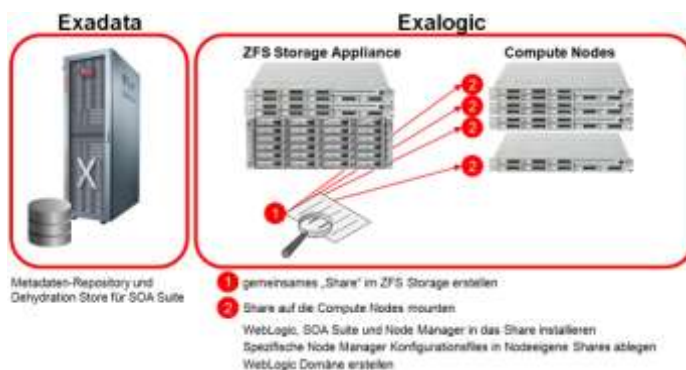 Exadata
Exalogic
ZFS Storage Appliance
Compute Nodes
2
2
2
2
1
X
Metadaten-Repository und
Dehydration Store für SOA Suite
1 gemeinsames „Share" im ZFS Storage erstellen
2 Share auf die Compute Nodes mounten
WebLogic, SOA Suite und Node Manager in das Share installieren
Spezifische Node Manager Konfigurationsfiles in Nodeeigene Shares ablegen
WebLogic Domäne erstellen